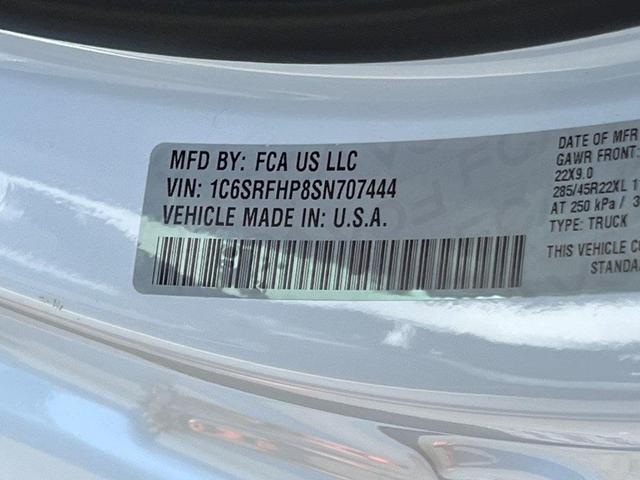 MFD BY: FCA US LLC
VIN: 1C6SRFHP8SN707444
VEHICLE MADE IN: U.S.A.
DATE OF MFR
GAWR FRONT:
22X9.0
285/45R22XL
AT 250 kPa /
TYPE: TRUCK
THIS VEHICLE
STANDA